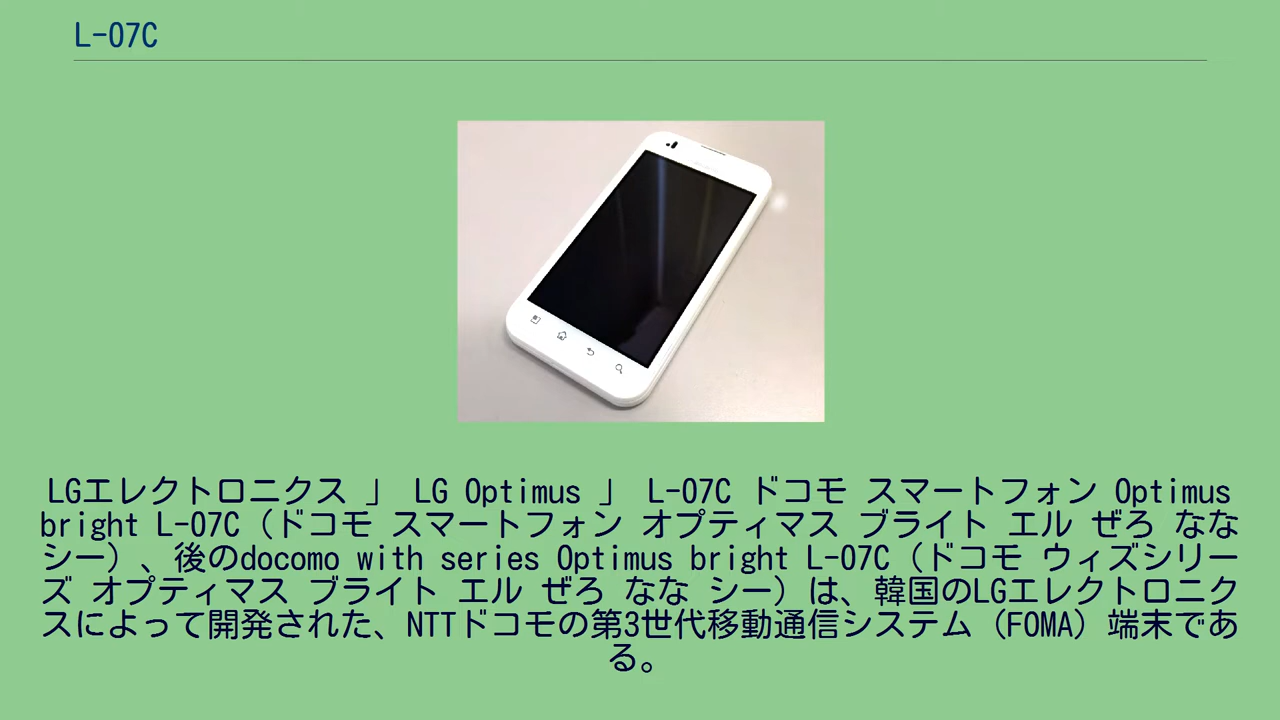 L-07C
LGエレクトロニクス 」 LG Optimus 」 L-07C ドコモ スマートフォン Optimus
bright L-07C（ドコモ スマートフォン オプティマス ブライト エル ぜろ なな
シー）、後のdocomo with series Optimus bright L-07C（ドコモ ウィズシリー
ズ オプティマス ブライト エル ぜろ なな シー）は、韓国のLGエレクトロニク
スによって開発された、NTTドコモの第3世代移動通信システム（FOMA）端末であ
る。